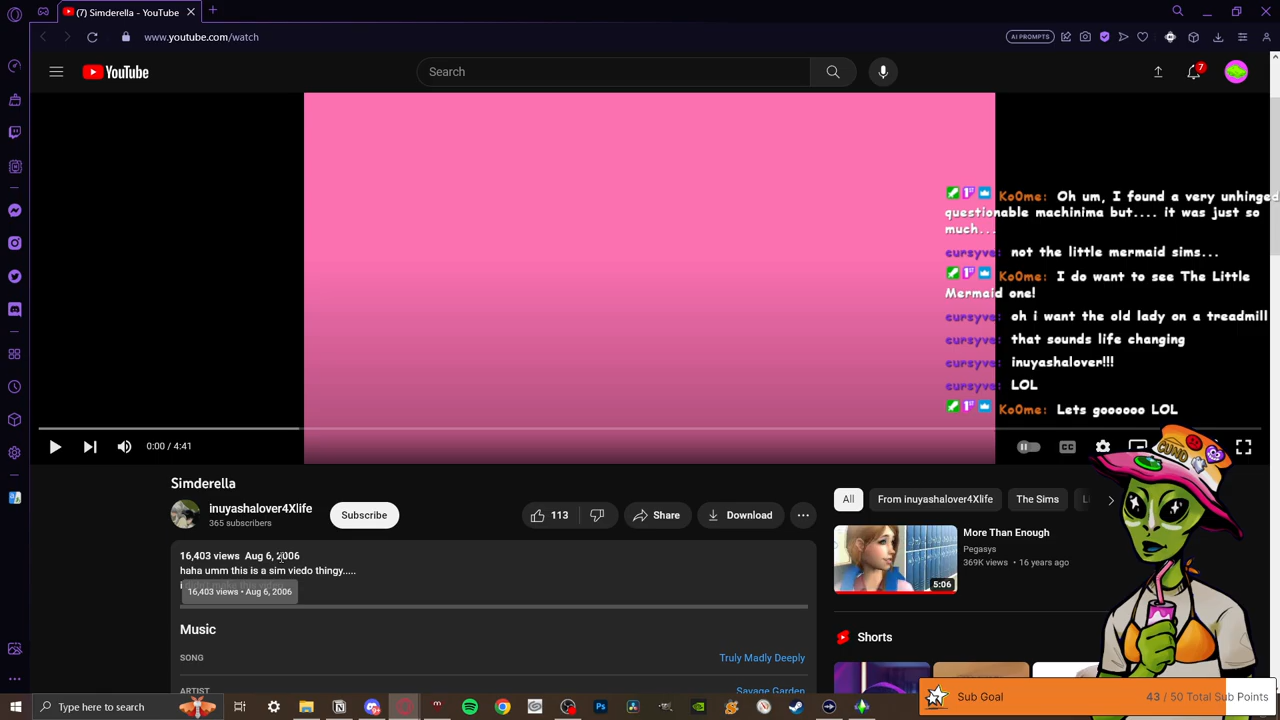 (7) Simderella - YouTube
www.youtube.com/watch
AI PROMPTS
YouTube
Search
7
Ko0me: Oh um, I found a very unhinged
questionable machinima but.... it was just so
much...
cursyve: not the little mermaid sims...
Ko0me: I do want to see The Little
Mermaid one!
cursyve: oh i want the old lady on a treadmill
cursyve: that sounds life changing
cursyve: inuyashalover!!!
cursyve: LOL
Ko0me: Lets goooooo LOL
0:00 / 4:41
CC
Simderella
inuyashalover4Xlife
365 subscribers
Subscribe
113
Share
Download
16,403 views Aug 6, 2006
haha umm this is a sim viedo thingy.....
16,403 views • Aug 6, 2006
Music
SONG
Truly Madly Deeply
ARTIST
Savage Garden
All
From inuyashalover4Xlife
The Sims
More Than Enough
Pegasys
369K views • 16 years ago
5:06
Shorts
Sub Goal
43 / 50 Total Sub Points
Type here to search